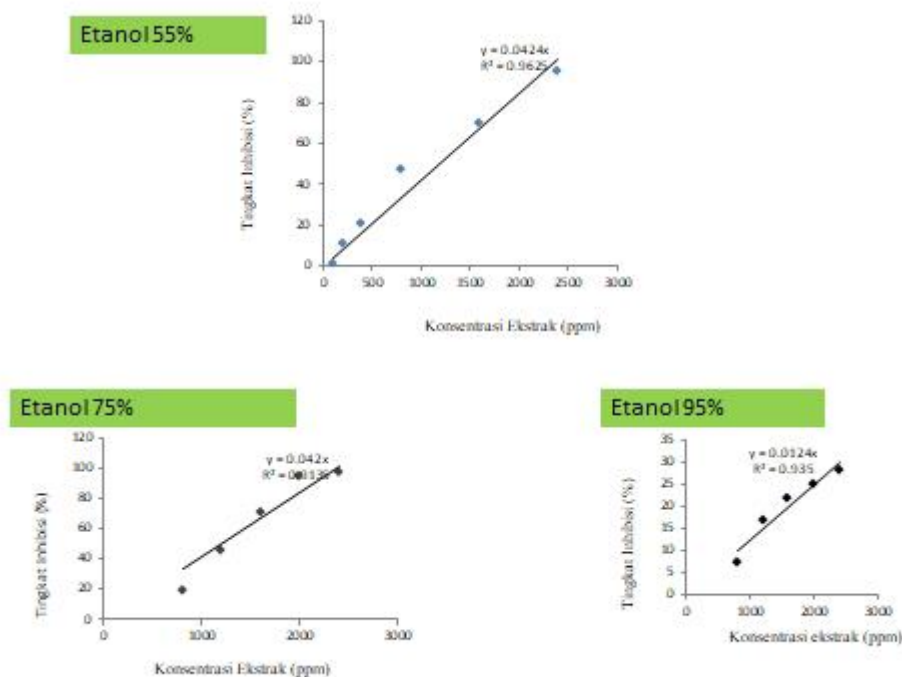 Etanol 55%
y = 0.0424x
R² = 0.9625
120
100
80
60
40
20
0
Tingkat Inhibisi (%)
0 500 1000 1500 2000 2500 3000
Konsentrasi Ekstrak (ppm)
Etanol 75%
y = 0.042x
R² =
120
100
80
60
40
20
0
Tingkat Inhibisi (%)
0 1000 2000 3000
Konsentrasi Ekstrak (ppm)
Etanol 95%
y = 0.0124x
R² = 0.935
35
30
25
20
15
10
5
0
Tingkat Inhibisi (%)
0 1000 2000 3000
Konsentrasi ekstrak (ppm)